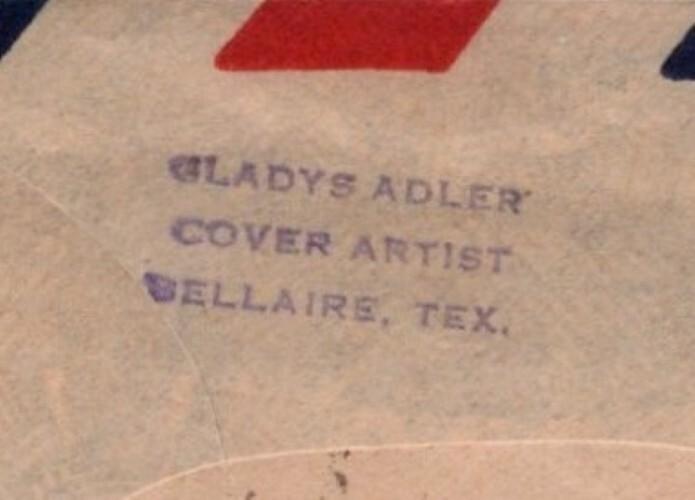 GLADYS ADLER
COVER ARTIST
BELLAIRE, TEX.